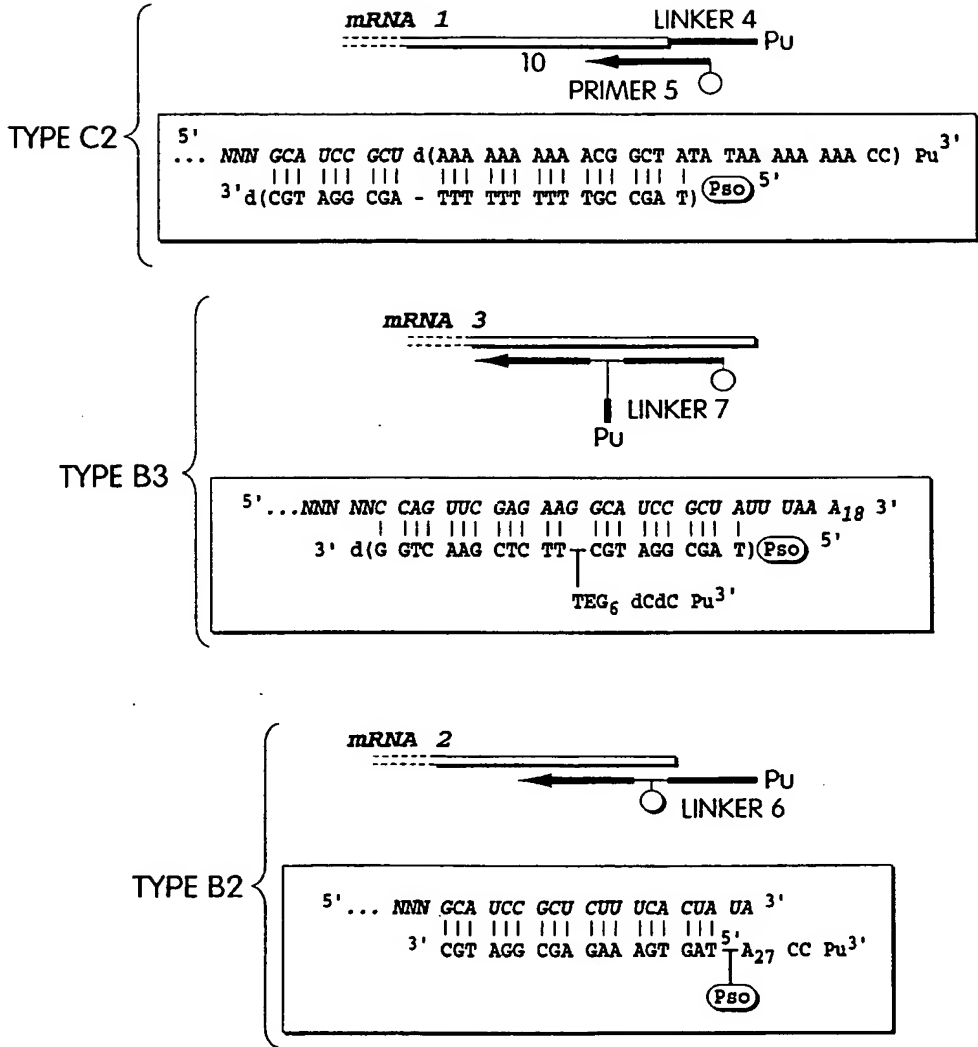 mRNA 1 LINKER 4
Pu
10
PRIMER 5
TYPE C2
5'
... NNN GCA UCC GCU d(AAA AAA AAA ACG GCT ATA TAA AAA AAA CC) Pu3'
3'd(CGT AGG CGA - TTT TTT TTT TGC CGA T) Pso 5'
mRNA 3
LINKER 7
Pu
TYPE B3
5'...NNN NNC CAG UUC GAG AAG GCA UCC GCU AUU UAA A18 3'
3' d(G GTC AAG CTC TT CGT AGG CGA T) Pso 5'
TEG6 dCdC Pu3'
mRNA 2
Pu
LINKER 6
TYPE B2
5'... NNN GCA UCC GCU CUU UCA CUA UA 3'
3' CGT AGG CGA GAA AGT GAT 5' A27 CC Pu3'
Pso